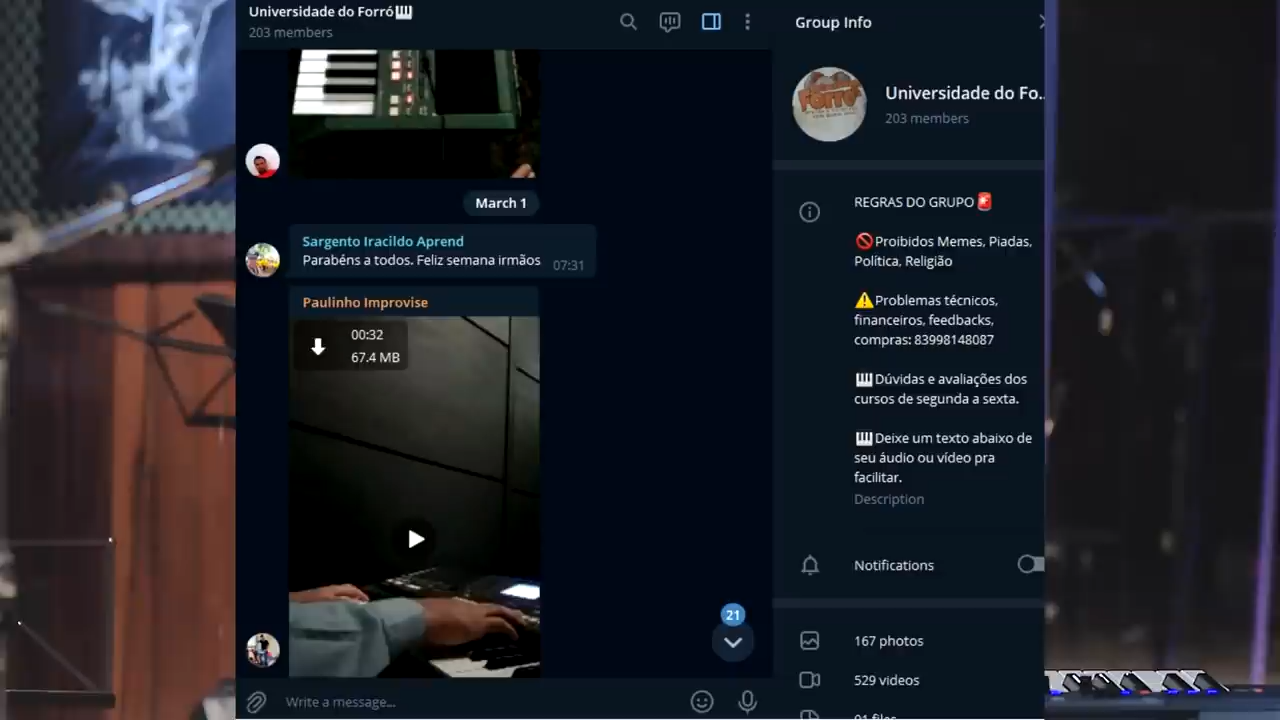 Universidade do Forró🎹
203 members
March 1
Sargento Iracildo Aprend
Parabéns a todos. Feliz semana irmãos
07:31
Paulinho Improvise
00:32
67.4 MB
21
Write a message...
Group Info
FORRÓ
Universidade do Fo...
203 members
REGRAS DO GRUPO🚨
🚫Proibidos Memes, Piadas,
Política, Religião
⚠️Problemas técnicos,
financeiros, feedbacks,
compras: 83998148087
🎹Dúvidas e avaliações dos
cursos de segunda a sexta.
🎹Deixe um texto abaixo de
seu áudio ou vídeo pra
facilitar.
Description
Notifications
167 photos
529 videos